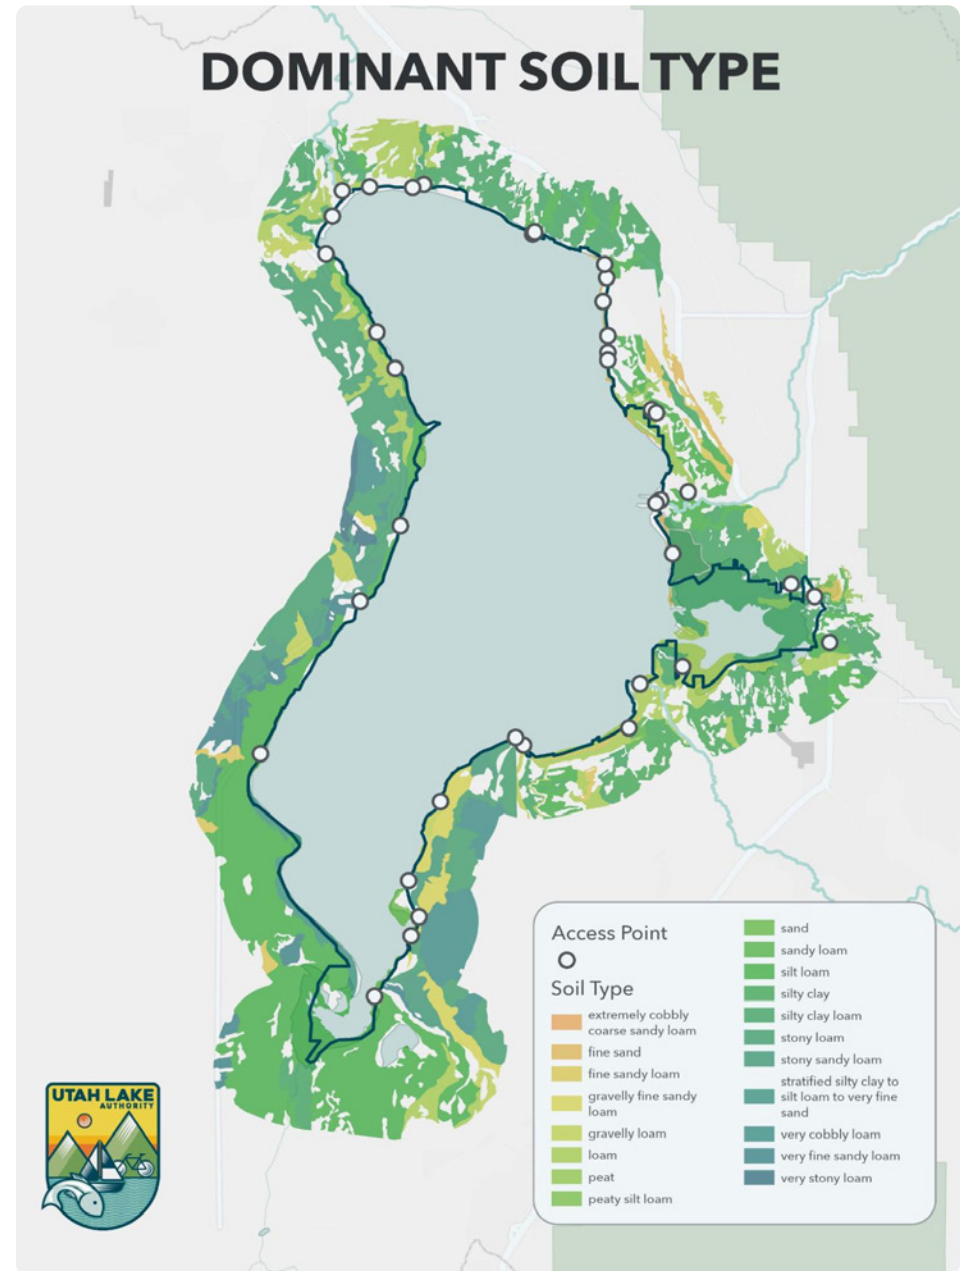 DOMINANT SOIL TYPE
Access Point
Soil Type
extremely cobbly
coarse sandy loam
fine sand
fine sandy loam
gravelly fine sandy
loam
gravelly loam
loam
peat
peaty silt loam
sand
sandy loam
silt loam
silty clay
silty clay loam
stony loam
stony sandy loam
stratified silty clay to
silt loam to very fine
sand
very cobbly loam
very fine sandy loam
very stony loam
UTAH LAKE
AUTHORITY